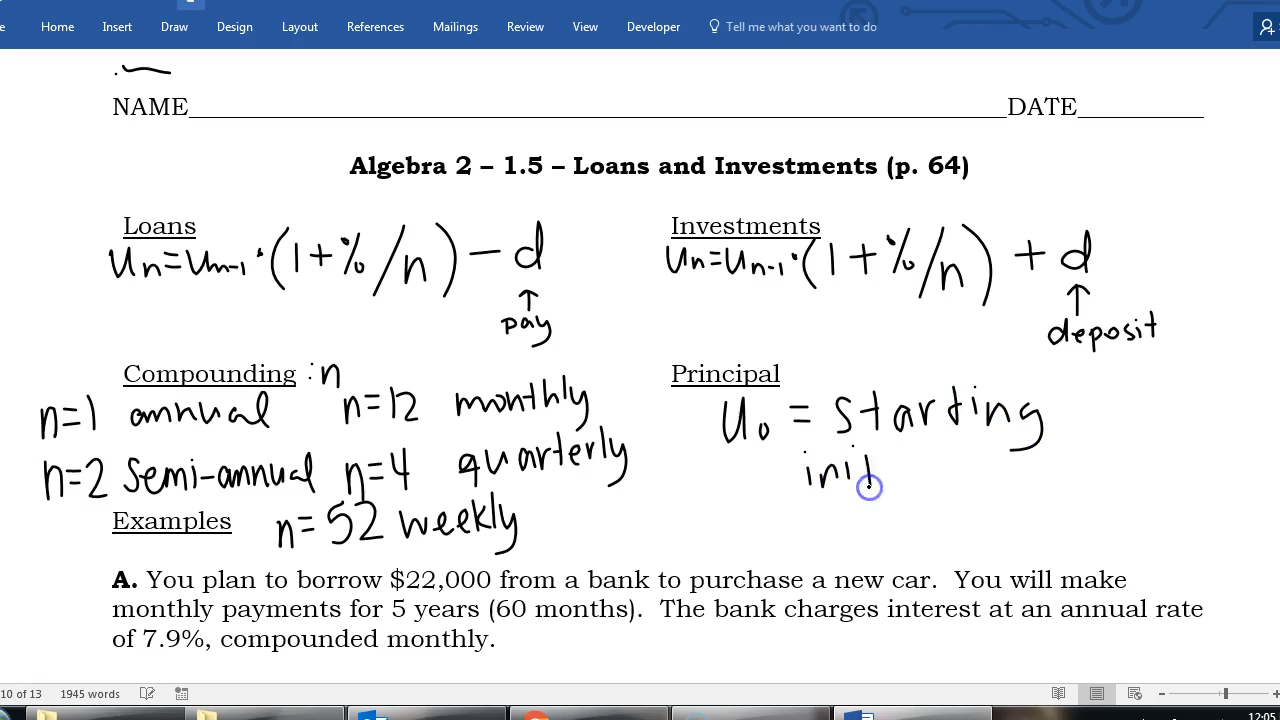 Home Insert Draw Design Layout References Mailings Review View Developer Tell me what you want to do
NAME DATE
Algebra 2 – 1.5 – Loans and Investments (p. 64)
Loans Investments
Un=Un-1·(1+%/n) – d Un=Un-1·(1+%/n) + d
↑ ↑
pay deposit
Compounding :n Principal
n=1 annual n=12 monthly U0 = starting
n=2 semi-annual n=4 quarterly init
Examples n=52 weekly
A. You plan to borrow $22,000 from a bank to purchase a new car. You will make
monthly payments for 5 years (60 months). The bank charges interest at an annual rate
of 7.9%, compounded monthly.
10 of 13 1945 words
12:05